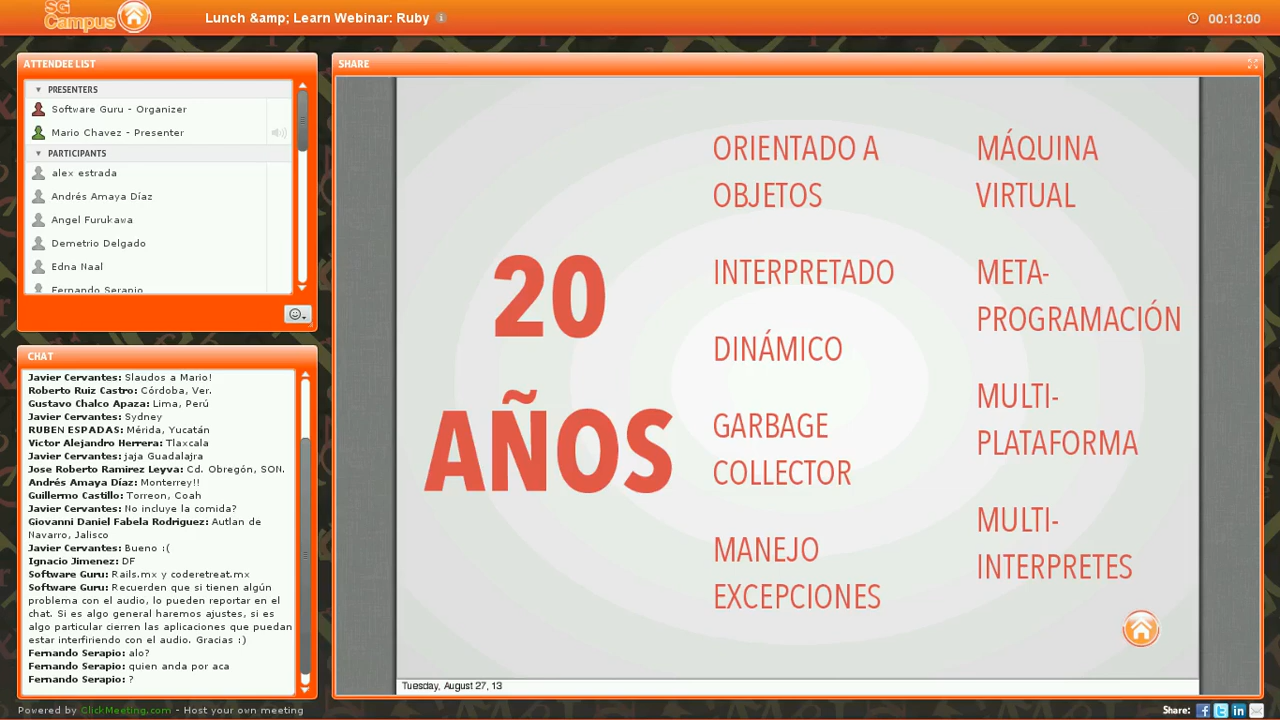 SG
Campus
Lunch &amp; Learn Webinar: Ruby
00:13:00
ATTENDEE LIST
PRESENTERS
Software Guru - Organizer
Mario Chavez - Presenter
PARTICIPANTS
alex estrada
Andrés Amaya Díaz
Angel Furukawa
Demetrio Delgado
Edna Naal
Fernando Serapio
CHAT
Javier Cervantes: Slaudos a Mario!
Roberto Ruiz Castro: Córdoba, Ver.
Gustavo Chalco Apaza: Lima, Perú
Javier Cervantes: Sydney
RUBEN ESPADAS: Mérida, Yucatán
Victor Alejandro Herrera: Tlaxcala
Javier Cervantes: jaja Guadalajra
Jose Roberto Ramirez Leyva: Cd. Obregón, SON.
Andrés Amaya Díaz: Monterrey!!
Guillermo Castillo: Torreon, Coah
Javier Cervantes: No incluye la comida?
Giovanni Daniel Fabela Rodriguez: Autlan de
Navarro, Jalisco
Javier Cervantes: Bueno :(
Ignacio Jimenez: DF
Software Guru: Rails.mx y coderetreat.mx
Software Guru: Recuerden que si tienen algún
problema con el audio, lo pueden reportar en el
chat. Si es algo general haremos ajustes, si es
algo particular cierren las aplicaciones que puedan
estar interfiriendo con el audio. Gracias :)
Fernando Serapio: alo?
Fernando Serapio: quien anda por aca
Fernando Serapio: ?
SHARE
20
AÑOS
ORIENTADO A
OBJETOS
INTERPRETADO
DINÁMICO
GARBAGE
COLLECTOR
MANEJO
EXCEPCIONES
MÁQUINA
VIRTUAL
META-
PROGRAMACIÓN
MULTI-
PLATAFORMA
MULTI-
INTERPRETES
Tuesday, August 27, 13
Powered by ClickMeeting.com - Host your own meeting
Share: